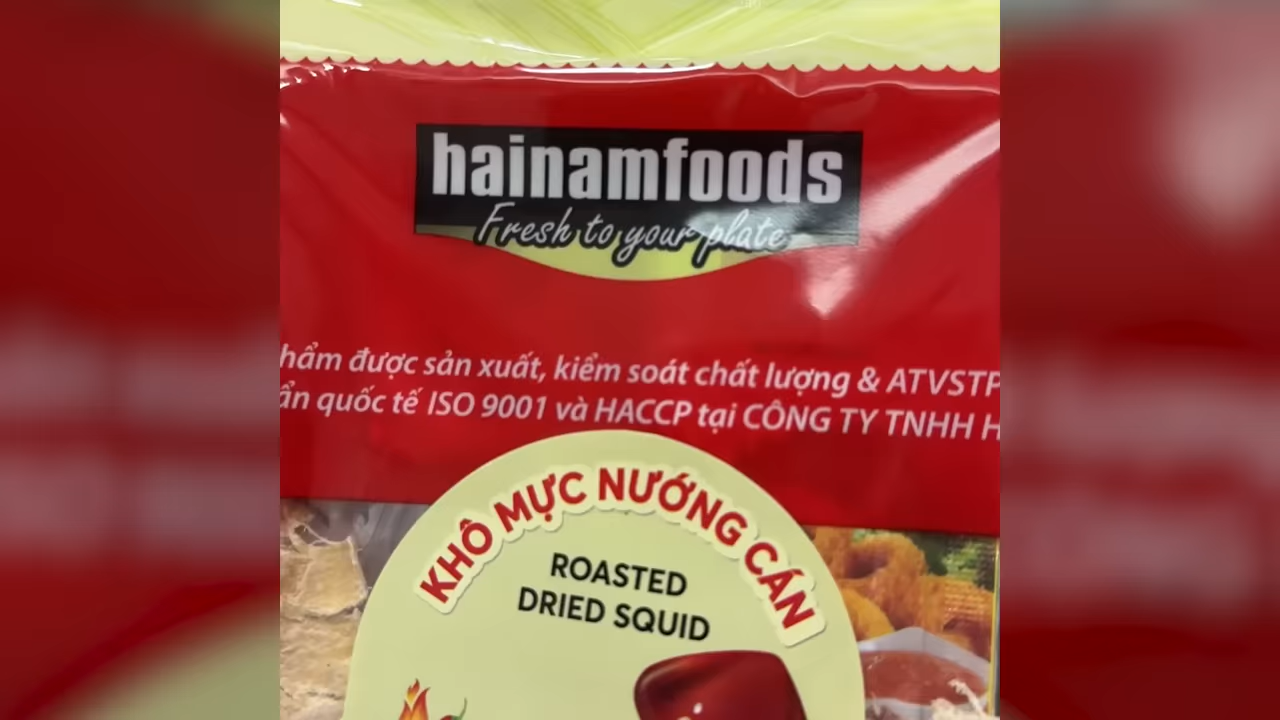 hainamfoods
Fresh to your plate
hẩm được sản xuất, kiểm soát chất lượng & ATVSTP
ẩn quốc tế ISO 9001 và HACCP tại CÔNG TY TNHH H
KHÔ MỰC NƯỚNG CÁN
ROASTED
DRIED SQUID